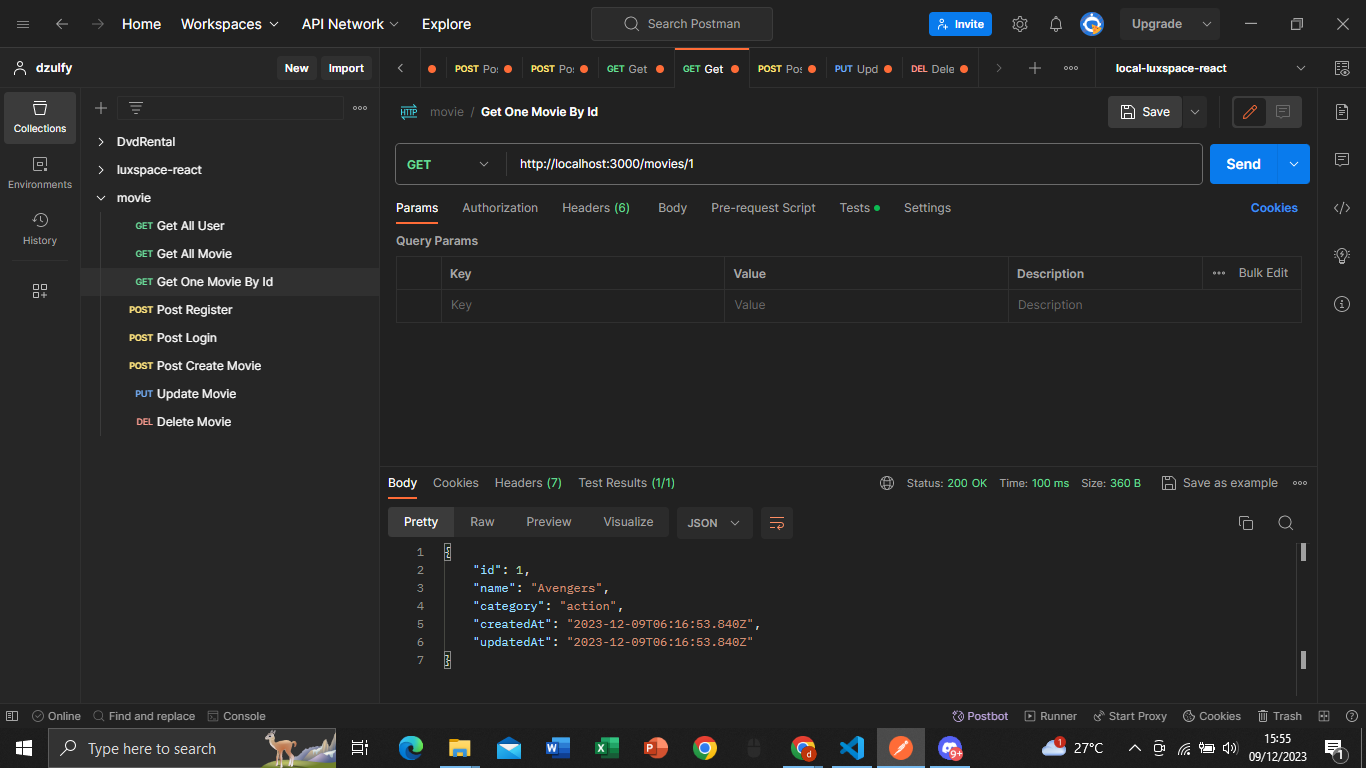 Home Workspaces API Network Explore Search Postman Invite Upgrade
dzulfy New Import POST Po POST Po GET Get GET Get POST Pos PUT Upd DEL Dele local-luxspace-react
Collections
Environments
History
DvdRental
luxspace-react
movie
GET Get All User
GET Get All Movie
GET Get One Movie By Id
POST Post Register
POST Post Login
POST Post Create Movie
PUT Update Movie
DEL Delete Movie
HTTP movie / Get One Movie By Id Save
GET http://localhost:3000/movies/1 Send
Params Authorization Headers (6) Body Pre-request Script Tests Settings Cookies
Query Params
Key Value Description Bulk Edit
Key Value Description
Body Cookies Headers (7) Test Results (1/1) Status: 200 OK Time: 100 ms Size: 360 B Save as example
Pretty Raw Preview Visualize JSON
1 {
2 "id": 1,
3 "name": "Avengers",
4 "category": "action",
5 "createdAt": "2023-12-09T06:16:53.840Z",
6 "updatedAt": "2023-12-09T06:16:53.840Z"
7 }
Online Find and replace Console Postbot Runner Start Proxy Cookies Trash
Type here to search 9+ 1 27°C 15:55
09/12/2023 1